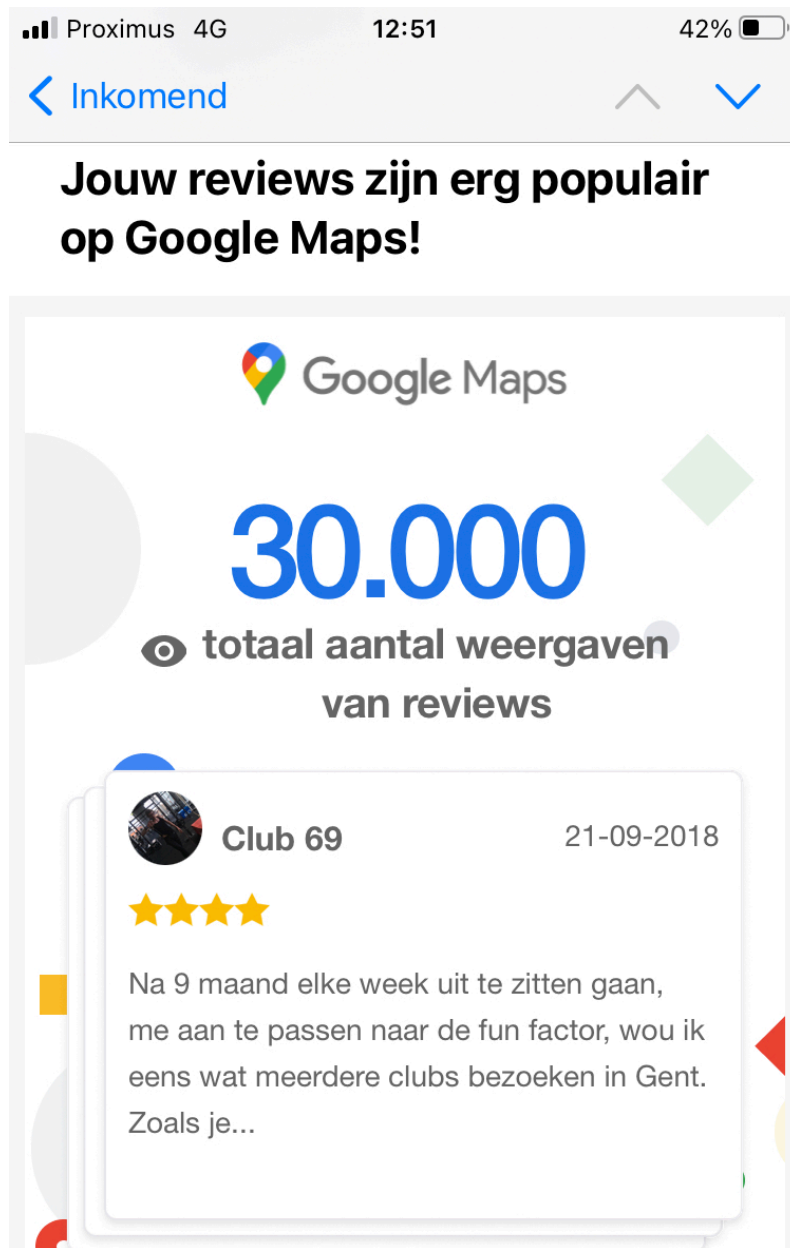 Proximus 4G 12:51 42%
Inkomend
Jouw reviews zijn erg populair
op Google Maps!
Google Maps
30.000
totaal aantal weergaven
van reviews
Club 69 21-09-2018
Na 9 maand elke week uit te zitten gaan,
me aan te passen naar de fun factor, wou ik
eens wat meerdere clubs bezoeken in Gent.
Zoals je...